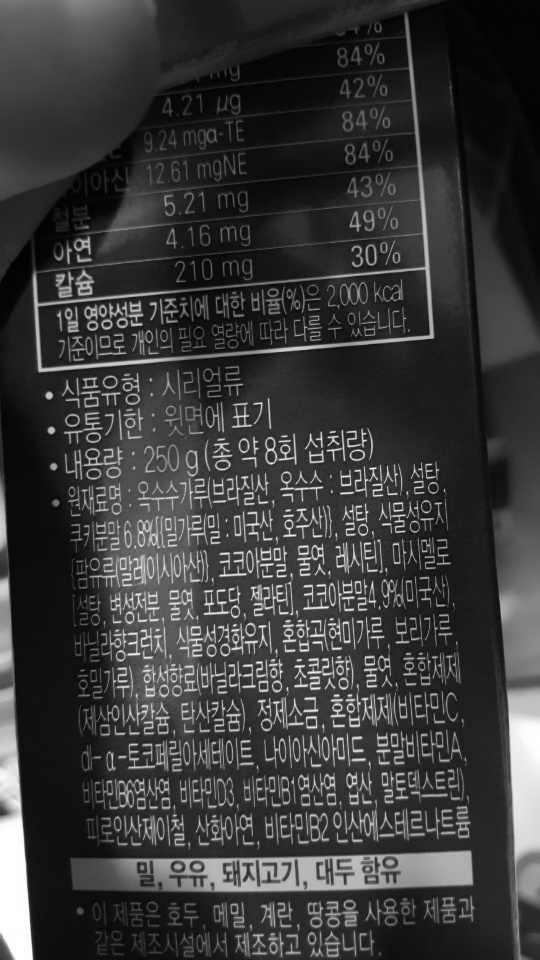 84%
mg
4.21 μg 42%
9.24 mgα-TE 84%
이아신 12.61 mgNE 84%
철분 5.21 mg 43%
아연 4.16 mg 49%
칼슘 210 mg 30%
1일 영양성분 기준치에 대한 비율(%)은 2,000 kcal
기준이므로 개인의 필요 열량에 따라 다를 수 있습니다.
• 식품유형 : 시리얼류
• 유통기한 : 윗면에 표기
• 내용량 : 250 g (총 약 8회 섭취량)
• 원재료명 : 옥수수가루(브라질산, 옥수수 : 브라질산), 설탕,
쿠키분말 6.8%[{밀가루(밀 : 미국산, 호주산)}, 설탕, 식물성유지
{팜유류(말레이시아산)}, 코코아분말, 물엿, 레시틴], 마시멜로
[설탕, 변성전분, 물엿, 포도당, 젤라틴], 코코아분말4.9%(미국산),
바닐라향크런치, 식물성경화유지, 혼합곡(현미가루, 보리가루,
호밀가루), 합성향료(바닐라크림향, 초콜릿향), 물엿, 혼합제제
(제삼인산칼슘, 탄산칼슘), 정제소금, 혼합제제(비타민C,
dl-α-토코페릴아세테이트, 나이아신아미드, 분말비타민A,
비타민B6염산염, 비타민D3, 비타민B1염산염, 엽산, 말토덱스트린),
피로인산제이철, 산화아연, 비타민B2 인산에스테르나트륨
밀, 우유, 돼지고기, 대두 함유
• 이 제품은 호두, 메밀, 계란, 땅콩을 사용한 제품과
같은 제조시설에서 제조하고 있습니다.